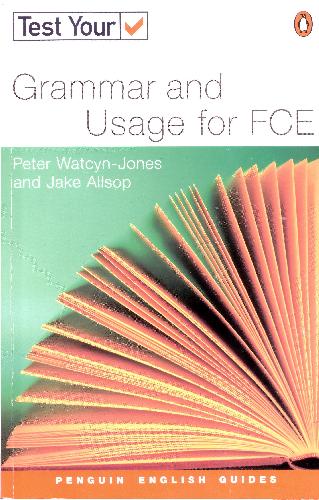 Test Your
Grammar and
Usage for FCE
Peter Watcyn-Jones
and Jake Allsop
PENGUIN ENGLISH GUIDES